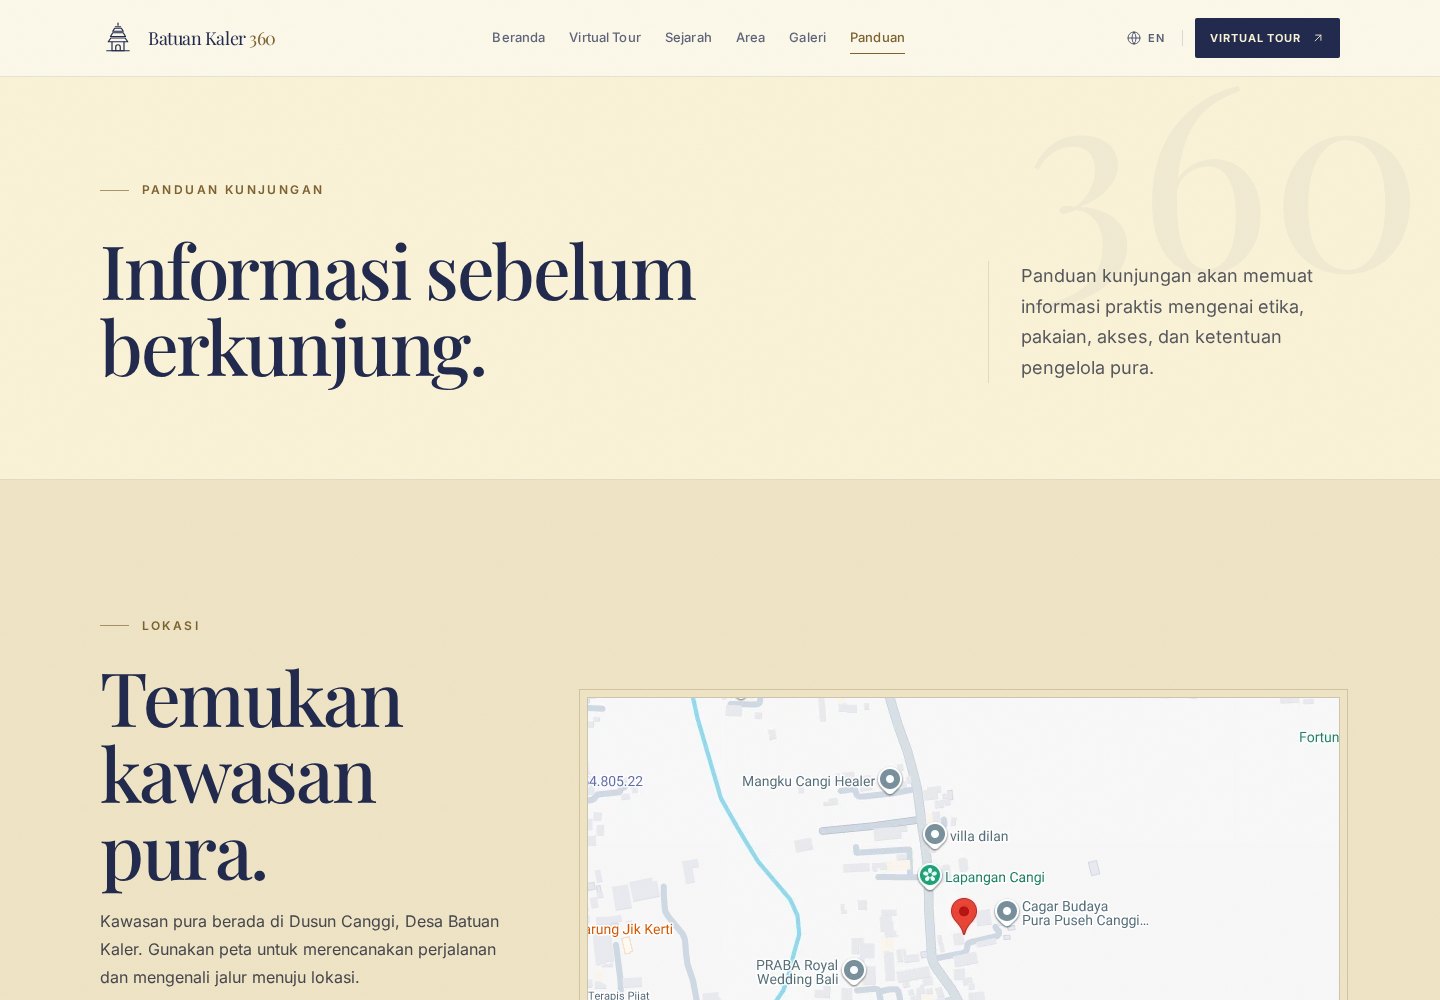 Batuan Kaler 360
Beranda
Virtual Tour
Sejarah
Area
Galeri
Panduan
EN
VIRTUAL TOUR
360
PANDUAN KUNJUNGAN
Informasi sebelum
berkunjung.
Panduan kunjungan akan memuat
informasi praktis mengenai etika,
pakaian, akses, dan ketentuan
pengelola pura.
LOKASI
Temukan
kawasan
pura.
Kawasan pura berada di Dusun Canggi, Desa Batuan
Kaler. Gunakan peta untuk merencanakan perjalanan
dan mengenali jalur menuju lokasi.
Fortun
4.805.22
Mangku Cangi Healer
villa dilan
Lapangan Cangi
Cagar Budaya
Pura Puseh Canggi...
arung Jik Kerti
PRABA Royal
Wedding Bali
Terapis Pijat